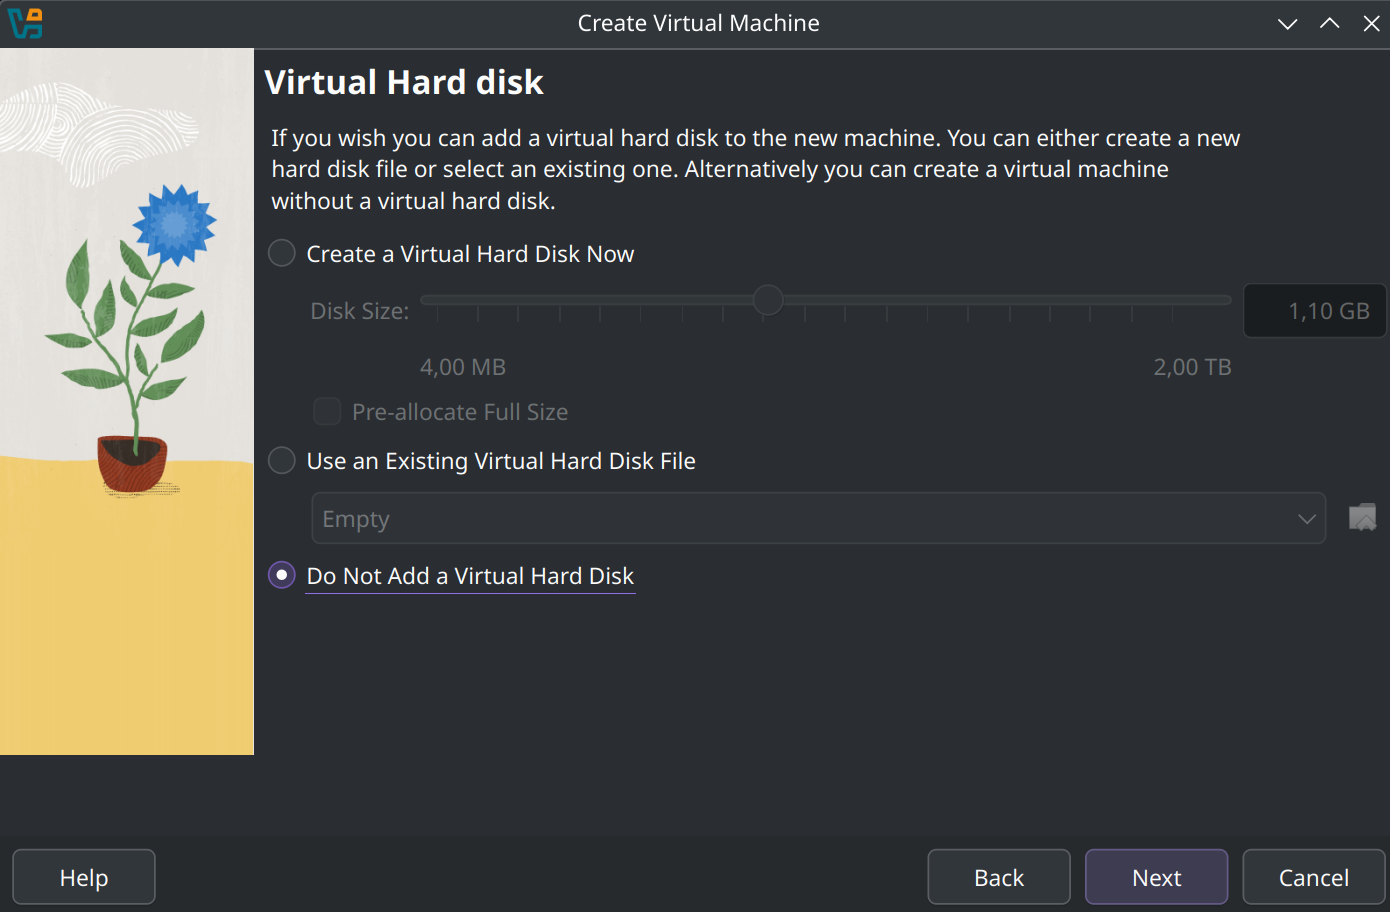 Create Virtual Machine
Virtual Hard disk
If you wish you can add a virtual hard disk to the new machine. You can either create a new
hard disk file or select an existing one. Alternatively you can create a virtual machine
without a virtual hard disk.
Create a Virtual Hard Disk Now
Disk Size:
1,10 GB
4,00 MB
2,00 TB
Pre-allocate Full Size
Use an Existing Virtual Hard Disk File
Empty
Do Not Add a Virtual Hard Disk
Help
Back
Next
Cancel